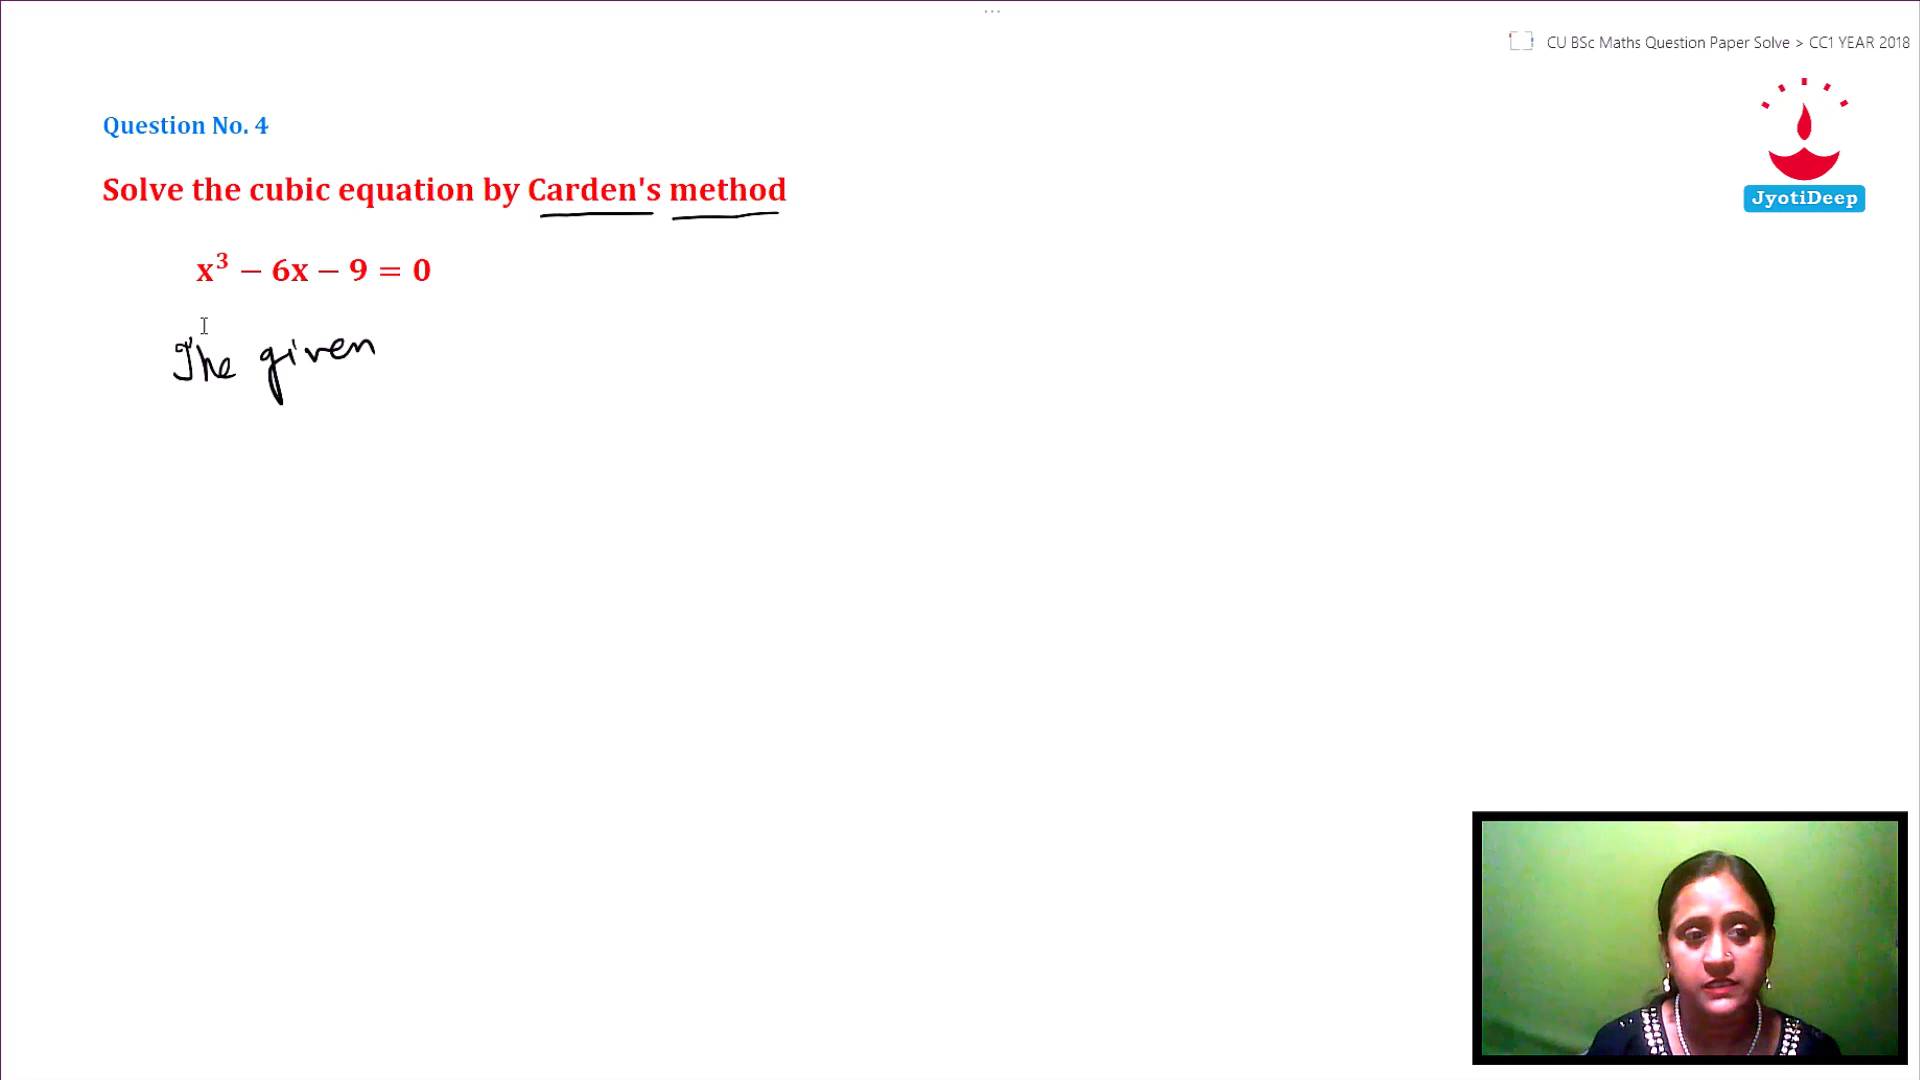 ...
CU BSc Maths Question Paper Solve > CC1 YEAR 2018
Question No. 4
Solve the cubic equation by Carden's method
x³ − 6x − 9 = 0
JyotiDeep
The given